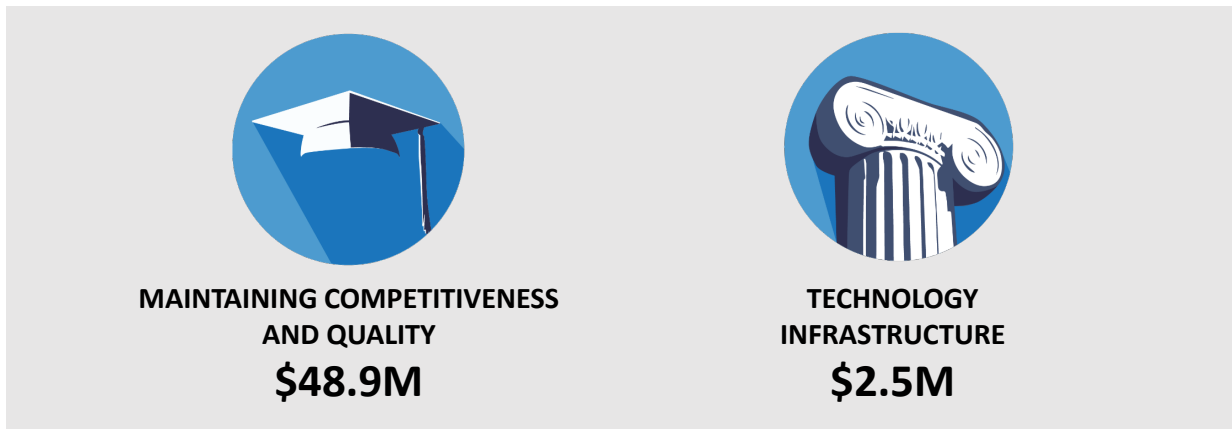 MAINTAINING COMPETITIVENESS
AND QUALITY
$48.9M
TECHNOLOGY
INFRASTRUCTURE
$2.5M